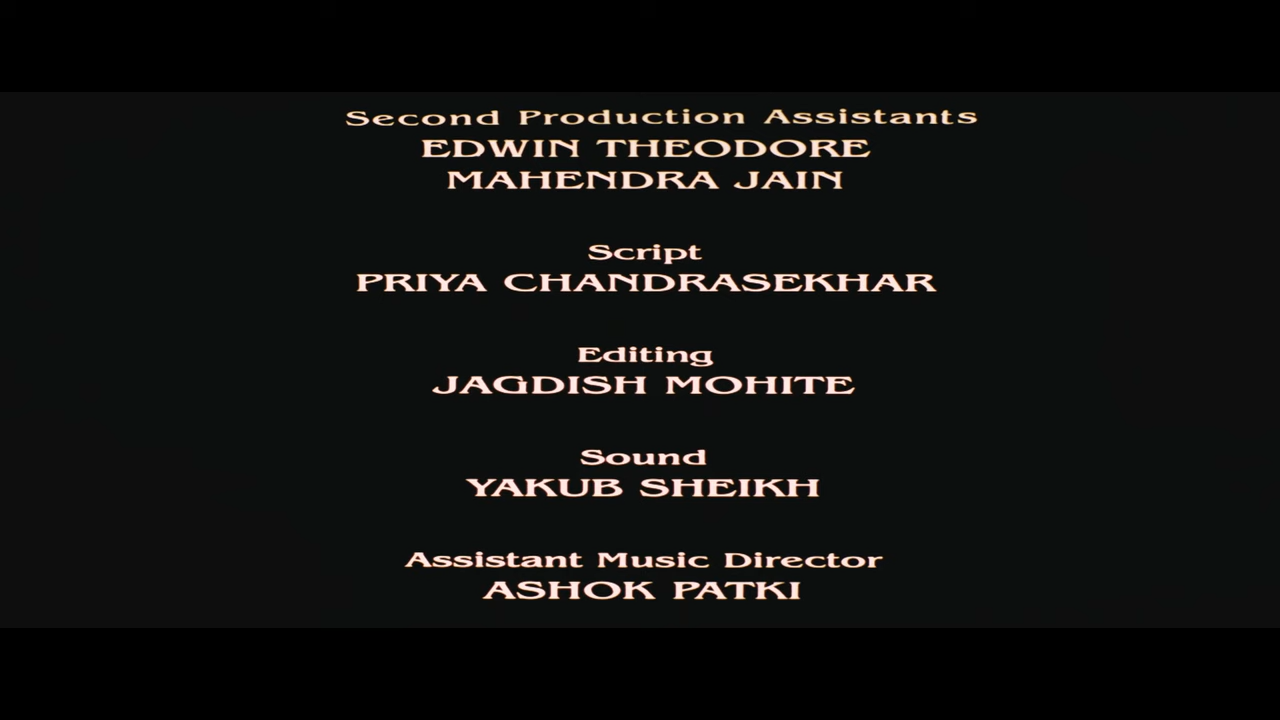 Second Production Assistants
EDWIN THEODORE
MAHENDRA JAIN
Script
PRIYA CHANDRASEKHAR
Editing
JAGDISH MOHITE
Sound
YAKUB SHEIKH
Assistant Music Director
ASHOK PATKI